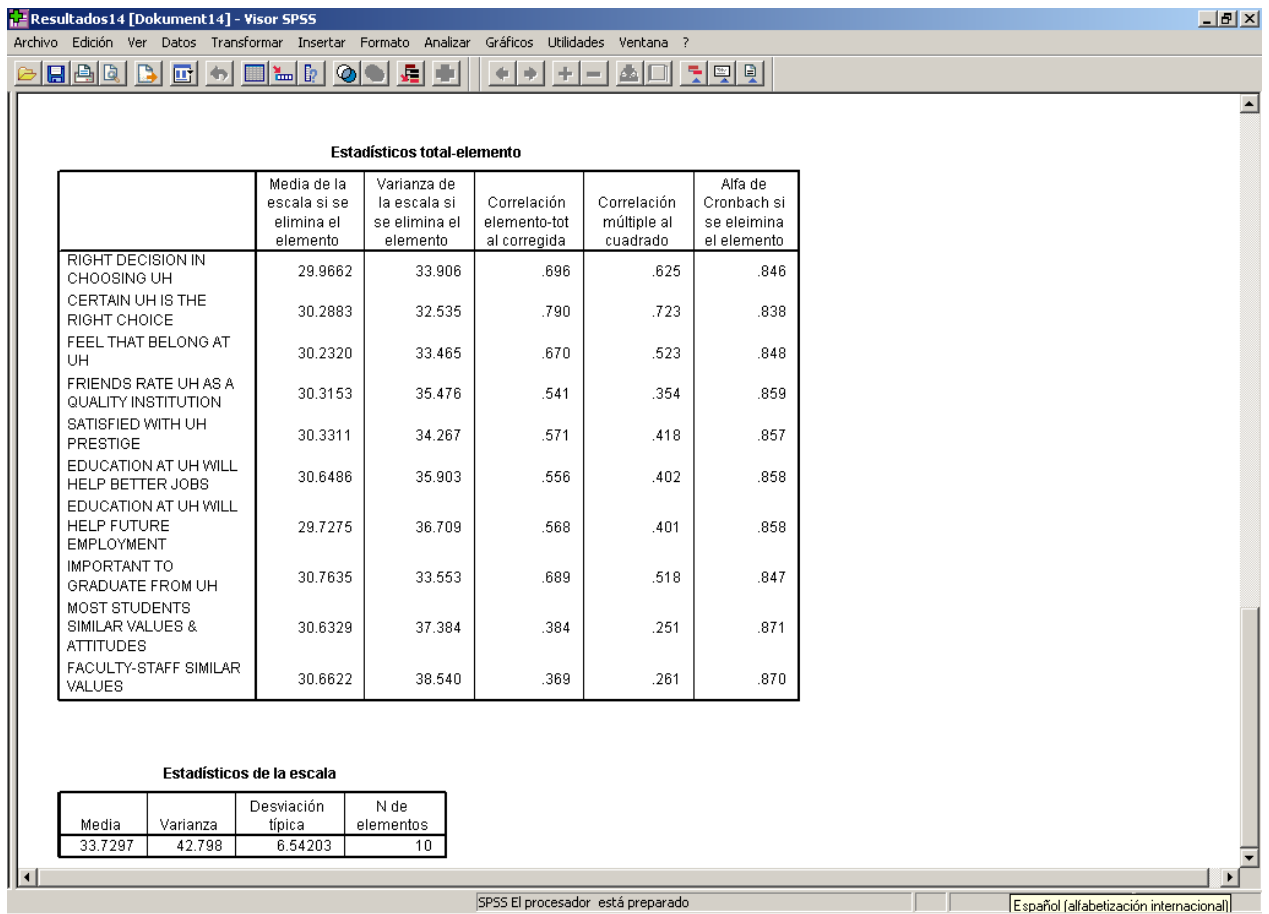 Resultados14 [Dokument14] - Visor SPSS
Archivo Edición Ver Datos Transformar Insertar Formato Analizar Gráficos Utilidades Ventana ?
Estadísticos total-elemento
Media de la escala si se elimina el elemento Varianza de la escala si se elimina el elemento Correlación elemento-tot al corregida Correlación múltiple al cuadrado Alfa de Cronbach si se eleimina el elemento
RIGHT DECISION IN CHOOSING UH 29.9662 33.906 .696 .625 .846
CERTAIN UH IS THE RIGHT CHOICE 30.2883 32.535 .790 .723 .838
FEEL THAT BELONG AT UH 30.2320 33.465 .670 .523 .848
FRIENDS RATE UH AS A QUALITY INSTITUTION 30.3153 35.476 .541 .354 .859
SATISFIED WITH UH PRESTIGE 30.3311 34.267 .571 .418 .857
EDUCATION AT UH WILL HELP BETTER JOBS 30.6486 35.903 .556 .402 .858
EDUCATION AT UH WILL HELP FUTURE EMPLOYMENT 29.7275 36.709 .568 .401 .858
IMPORTANT TO GRADUATE FROM UH 30.7635 33.553 .689 .518 .847
MOST STUDENTS SIMILAR VALUES & ATTITUDES 30.6329 37.384 .384 .251 .871
FACULTY-STAFF SIMILAR VALUES 30.6622 38.540 .369 .261 .870
Estadísticos de la escala
Media Varianza Desviación típica N de elementos
33.7297 42.798 6.54203 10
SPSS El procesador está preparado
Español (alfabetización internacional)